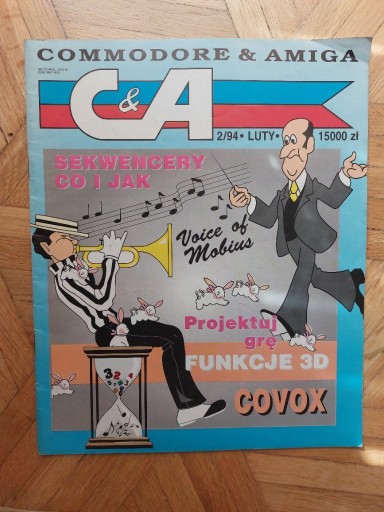 COMMODORE & AMIGA
C&A
2/94 • LUTY • 15000 zł
SEKWENCERY
CO I JAK
Voice of
Mobius
Projektuj
grę
FUNKCJE 3D
COVOX